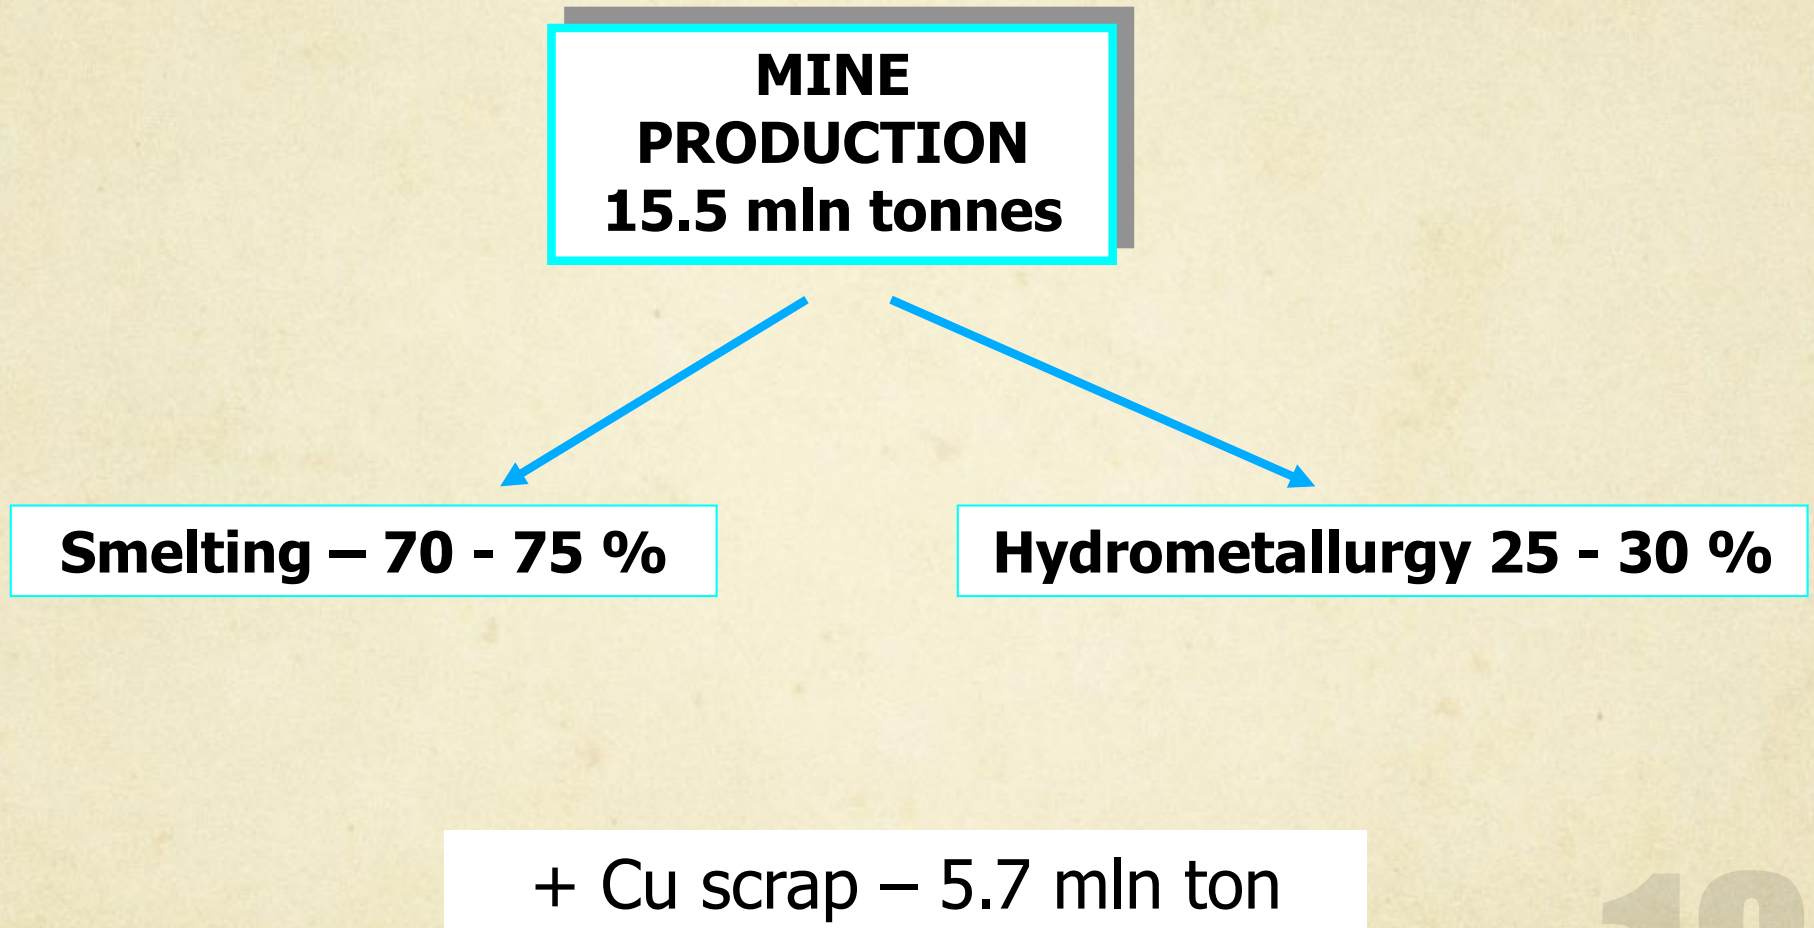 MINE
PRODUCTION
15.5 mln tonnes
Smelting – 70 - 75 %
Hydrometallurgy 25 - 30 %
+ Cu scrap – 5.7 mln ton